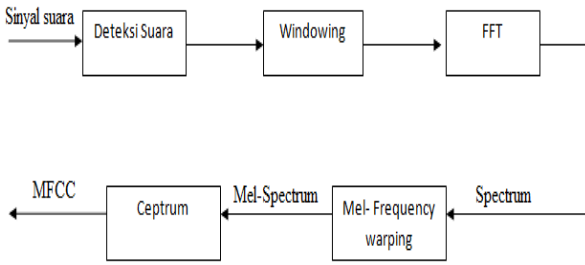 Sinyal suara
Deteksi Suara
Windowing
FFT
MFCC
Ceptrum
Mel-Spectrum
Mel- Frequency
warping
Spectrum